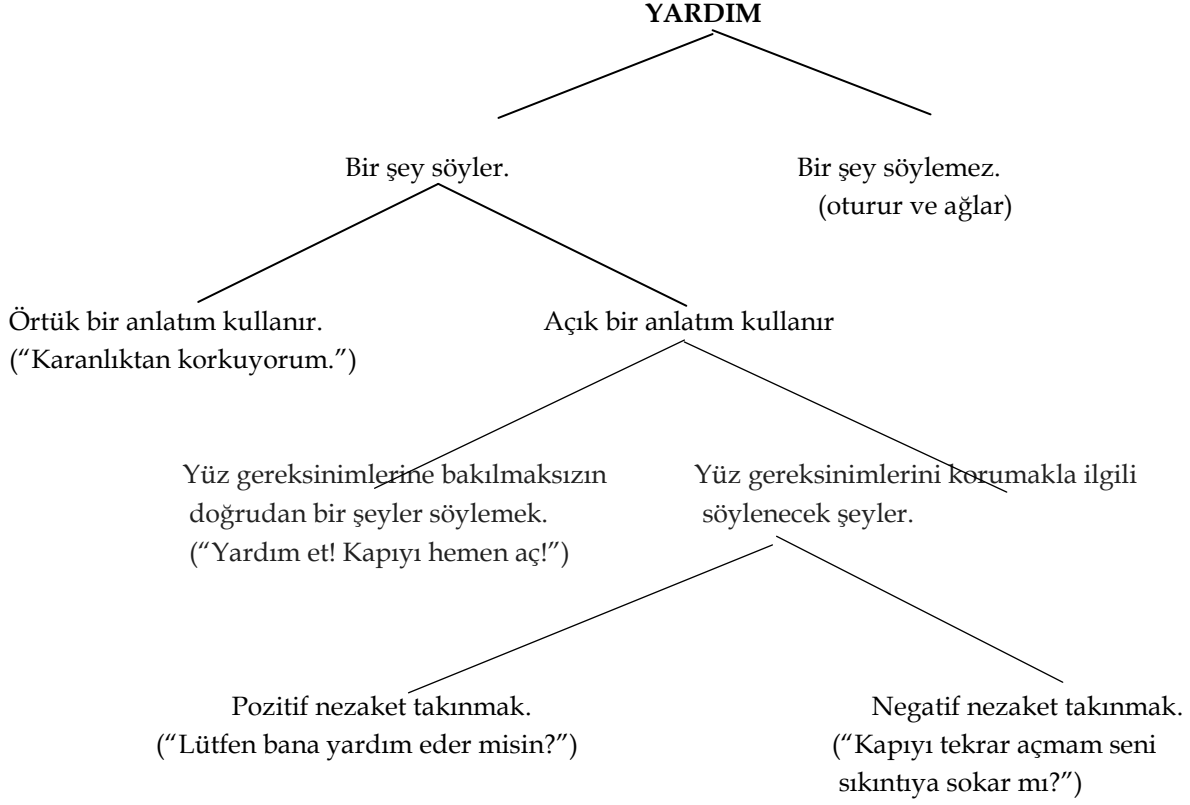 YARDIM
Bir şey söyler.
Bir şey söylemez.
(oturur ve ağlar)
Örtük bir anlatım kullanır.
(“Karanlıktan korkuyorum.”)
Açık bir anlatım kullanır
Yüz gereksinimlerine bakılmaksızın
doğrudan bir şeyler söylemek.
(“Yardım et! Kapıyı hemen aç!”)
Yüz gereksinimlerini korumakla ilgili
söylenecek şeyler.
Pozitif nezaket takınmak.
(“Lütfen bana yardım eder misin?”)
Negatif nezaket takınmak.
(“Kapıyı tekrar açmam seni
sıkıntıya sokar mı?”)